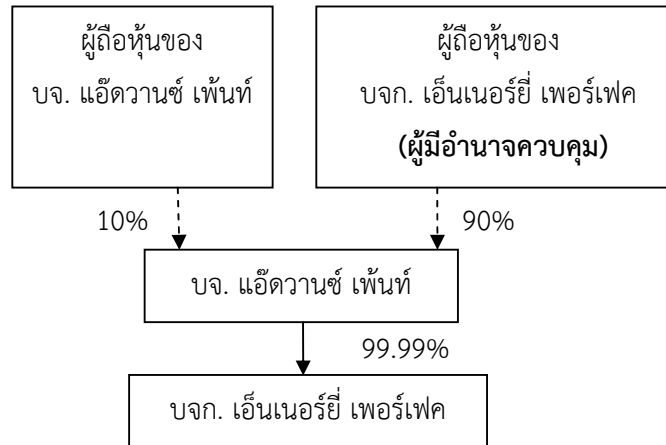 ผู้ถือหุ้นของ
บจ. แอ๊ดวานซ์ เพ้นท์
ผู้ถือหุ้นของ
บจก. เอ็นเนอร์ยี่ เพอร์เฟค
(ผู้มีอำนาจควบคุม)
10%
90%
บจ. แอ๊ดวานซ์ เพ้นท์
99.99%
บจก. เอ็นเนอร์ยี่ เพอร์เฟค